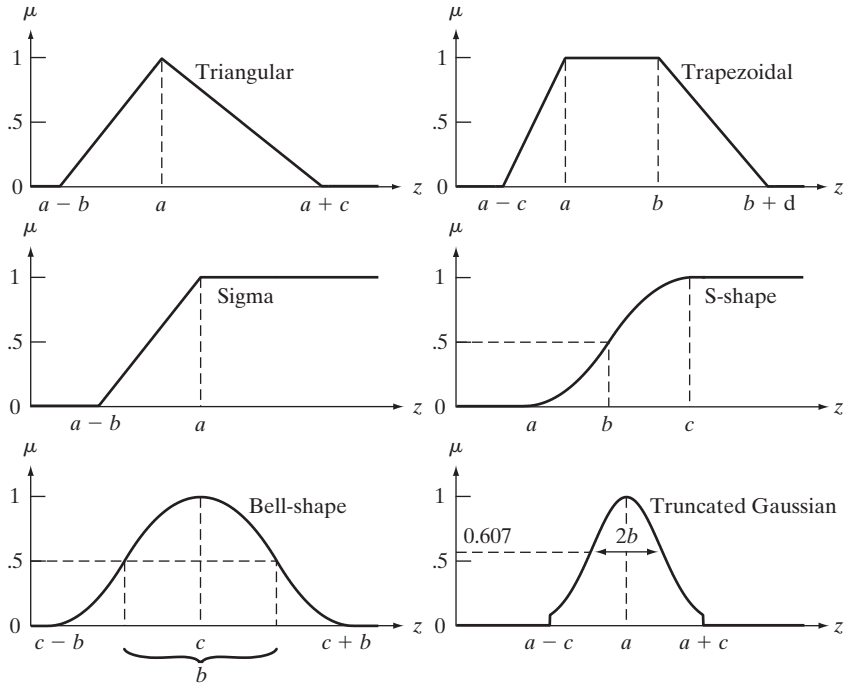 μ
1
.5
0
Triangular
a − b
a
a + c
z
μ
1
.5
0
Trapezoidal
a − c
a
b
b + d
z
μ
1
.5
0
Sigma
a − b
a
z
μ
1
.5
0
S-shape
a
b
c
z
μ
1
.5
0
Bell-shape
c − b
c
c + b
z
b
μ
1
0.607
.5
0
Truncated Gaussian
2b
a − c
a
a + c
z